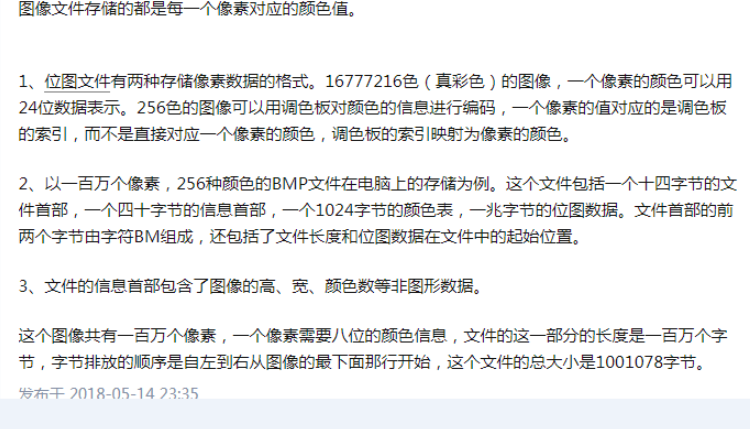 图像文件存储的都是每一个像素对应的颜色值。
1、位图文件有两种存储像素数据的格式。16777216色（真彩色）的图像，一个像素的颜色可以用
24位数据表示。256色的图像可以用调色板对颜色的信息进行编码，一个像素的值对应的是调色板
的索引，而不是直接对应一个像素的颜色，调色板的索引映射为像素的颜色。
2、以一百万个像素，256种颜色的BMP文件在电脑上的存储为例。这个文件包括一个十四字节的文
件首部，一个四十字节的信息首部，一个1024字节的颜色表，一兆字节的位图数据。文件首部的前
两个字节由字符BM组成，还包括了文件长度和位图数据在文件中的起始位置。
3、文件的信息首部包含了图像的高、宽、颜色数等非图形数据。
这个图像共有一百万个像素，一个像素需要八位的颜色信息，文件的这一部分的长度是一百万个字
节，字节排放的顺序是自左到右从图像的最下面那行开始，这个文件的总大小是1001078字节。
发布于 2018-05-14 23:35